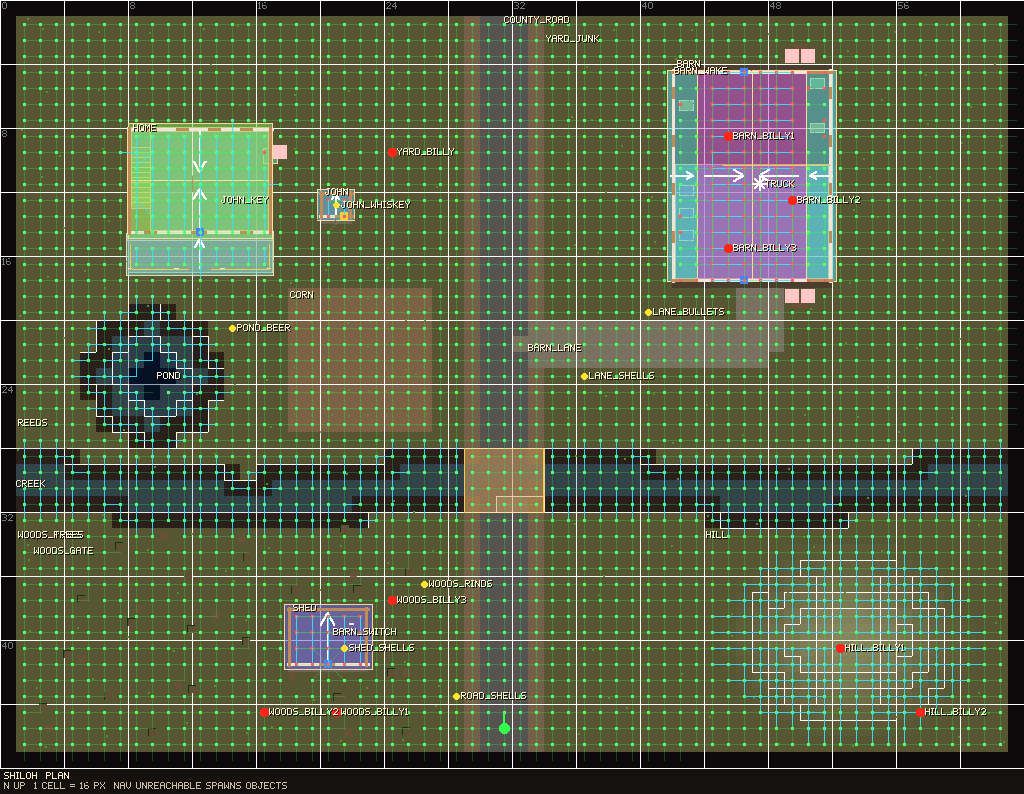 0 8 16 24 32 40 48 56
COUNTY_ROAD
YARD_JUNK
BARN
BARN_WAKE
8
HOME
BARN_BILLY1
YARD_BILLY
TRUCK
JOHN
JOHN_KEY
JOHN_WHISKEY
BARN_BILLY2
BARN_BILLY3
16
CORN
LANE_BULLETS
POND_BEER
BARN_LANE
POND
LANE_SHELLS
24
REEDS
CREEK
32
WOODS_
HILL
WOODS_GATE
WOODS_RINDS
WOODS_BILLY3
SHED
BARN_SWITCH
40
SHED_SHELLS
HILL_BILLY1
ROAD_SHELLS
WOODS_BILLY2 WOODS_BILLY1
HILL_BILLY2
SHILOH PLAN
N UP 1 CELL = 16 PX NAV UNREACHABLE SPAWNS OBJECTS